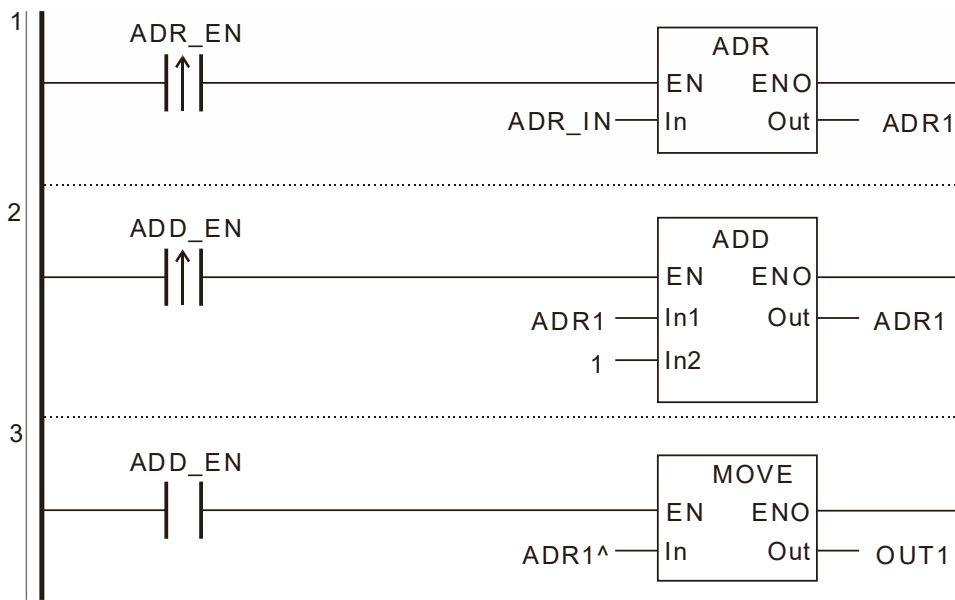 1
ADR_EN
ADR
EN ENO
ADR_IN In Out ADR1
2
ADD_EN
ADD
EN ENO
ADR1 In1 Out ADR1
1 In2
3
ADD_EN
MOVE
EN ENO
ADR1^ In Out OUT1